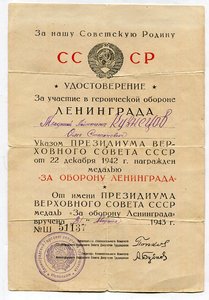 За нашу Советскую Родину
СССР
УДОСТОВЕРЕНИЕ
За участие в героической обороне
ЛЕНИНГРАДА
Кузнецов
Указом ПРЕЗИДИУМА ВЕР-
ХОВНОГО СОВЕТА СССР
от 22 декабря 1942 г. награжден
медалью
«ЗА ОБОРОНУ ЛЕНИНГРАДА»
От имени ПРЕЗИДИУМА
ВЕРХОВНОГО СОВЕТА СССР
медаль «За оборону Ленинграда»
вручена 1943 г.
№Ш 51137